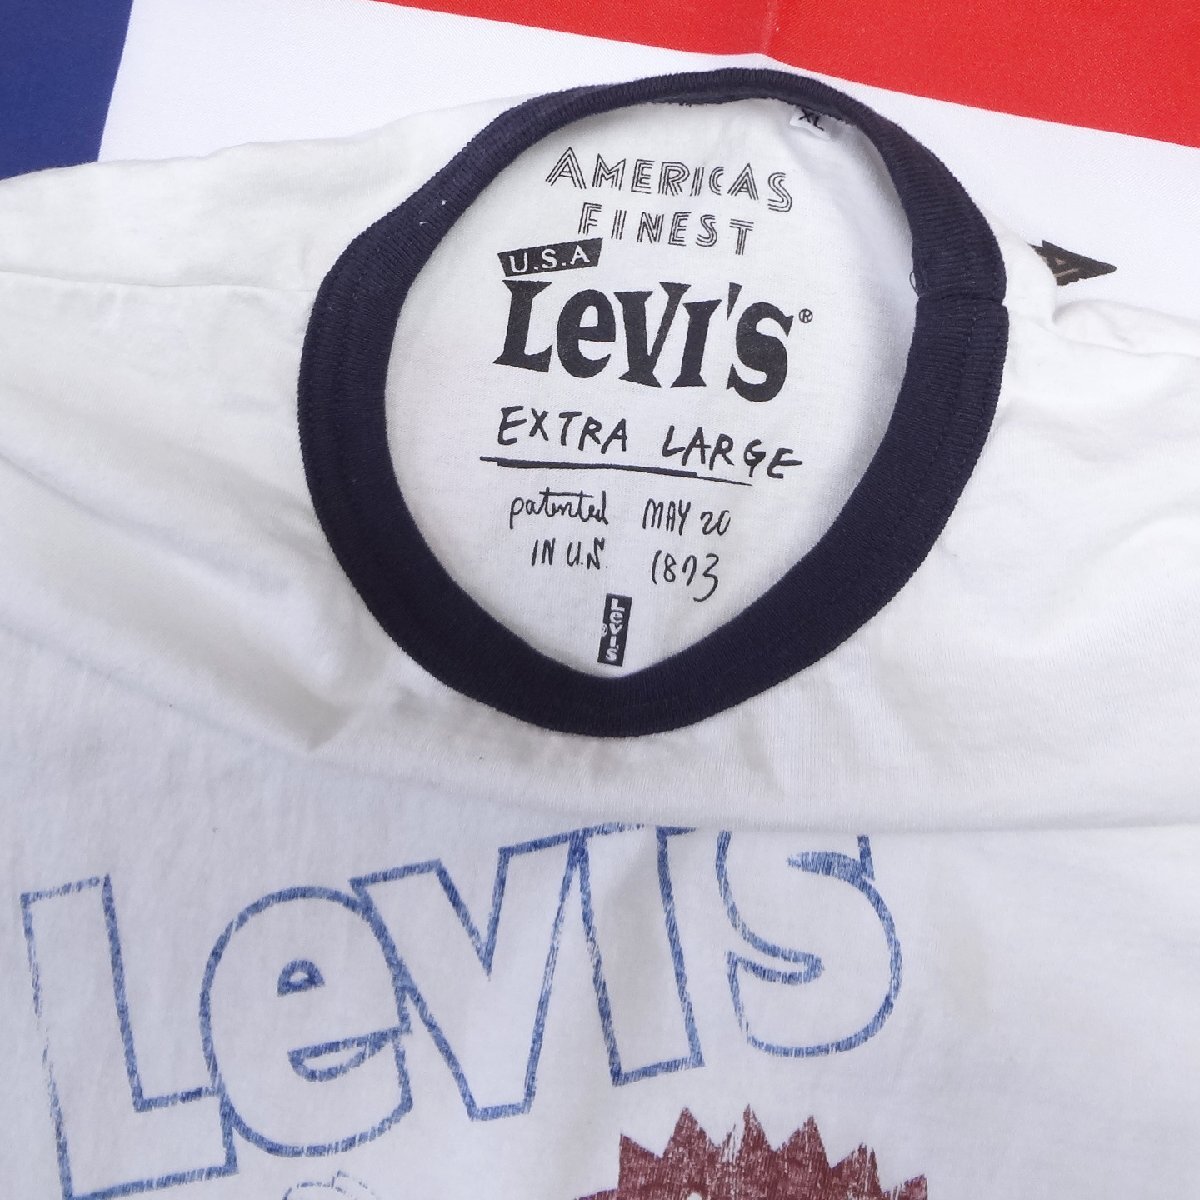 XL
AMERICAS
FINEST
U.S.A
Levi's®
EXTRA LARGE
patented MAY 20
IN U.S. 1873
Levi's
Levi's